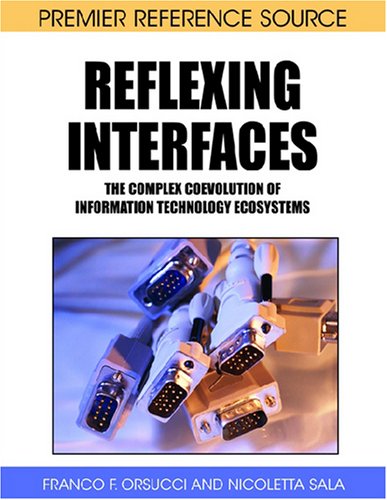 PREMIER REFERENCE SOURCE
REFLEXING
INTERFACES
THE COMPLEX COEVOLUTION OF
INFORMATION TECHNOLOGY ECOSYSTEMS
FRANCO F. ORSUCCI AND NICOLETTA SALA